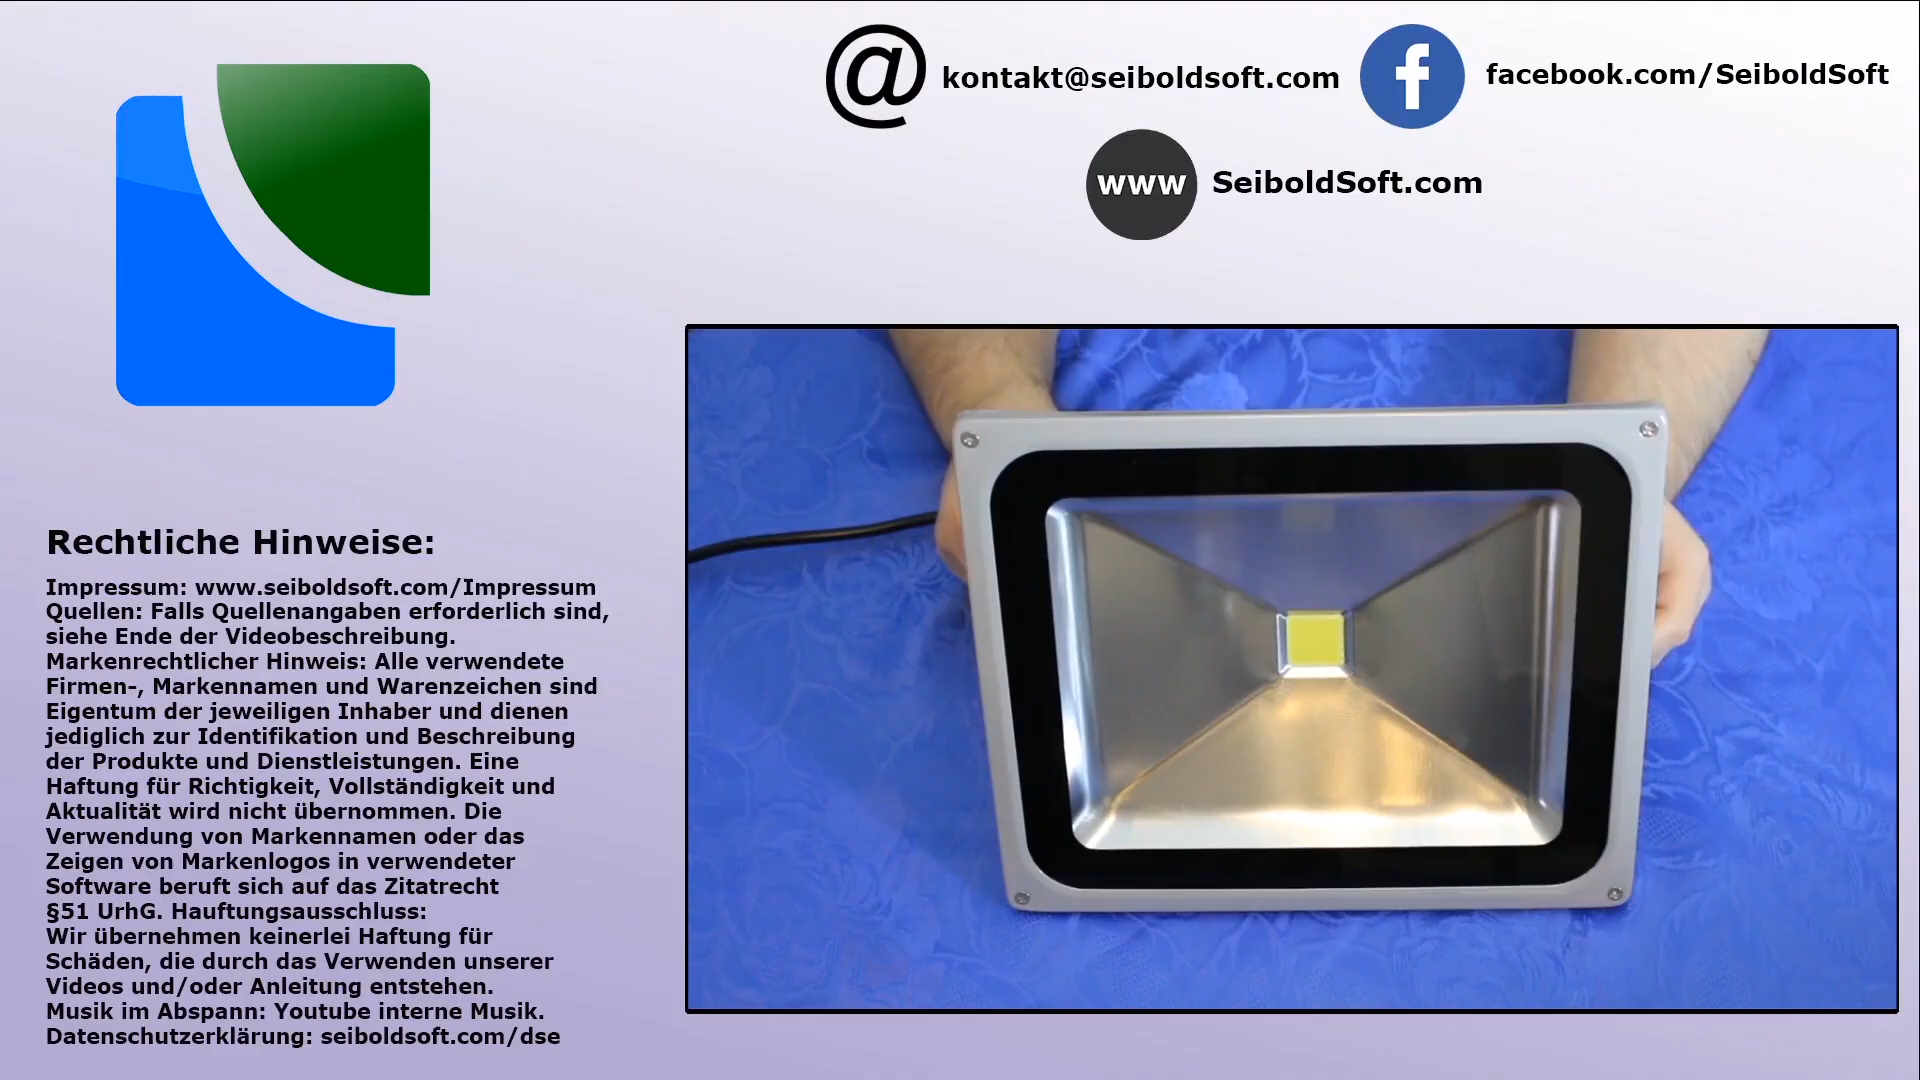 @ kontakt@seiboldsoft.com
f facebook.com/SeiboldSoft
www SeiboldSoft.com
Rechtliche Hinweise:
Impressum: www.seiboldsoft.com/Impressum
Quellen: Falls Quellenangaben erforderlich sind,
siehe Ende der Videobeschreibung.
Markenrechtlicher Hinweis: Alle verwendete
Firmen-, Markennamen und Warenzeichen sind
Eigentum der jeweiligen Inhaber und dienen
jediglich zur Identifikation und Beschreibung
der Produkte und Dienstleistungen. Eine
Haftung für Richtigkeit, Vollständigkeit und
Aktualität wird nicht übernommen. Die
Verwendung von Markennamen oder das
Zeigen von Markenlogos in verwendeter
Software beruft sich auf das Zitatrecht
§51 UrhG. Hauftungsausschluss:
Wir übernehmen keinerlei Haftung für
Schäden, die durch das Verwenden unserer
Videos und/oder Anleitung entstehen.
Musik im Abspann: Youtube interne Musik.
Datenschutzerklärung: seiboldsoft.com/dse